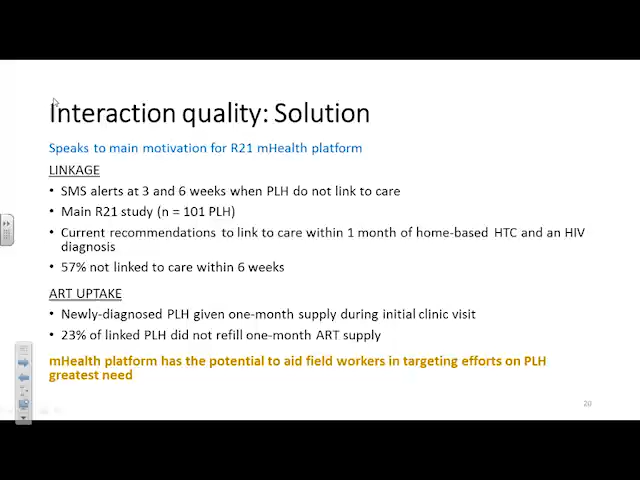 Interaction quality: Solution
Speaks to main motivation for R21 mHealth platform
LINKAGE
• SMS alerts at 3 and 6 weeks when PLH do not link to care
• Main R21 study (n = 101 PLH)
• Current recommendations to link to care within 1 month of home-based HTC and an HIV
diagnosis
• 57% not linked to care within 6 weeks
ART UPTAKE
• Newly-diagnosed PLH given one-month supply during initial clinic visit
• 23% of linked PLH did not refill one-month ART supply
mHealth platform has the potential to aid field workers in targeting efforts on PLH
greatest need
20